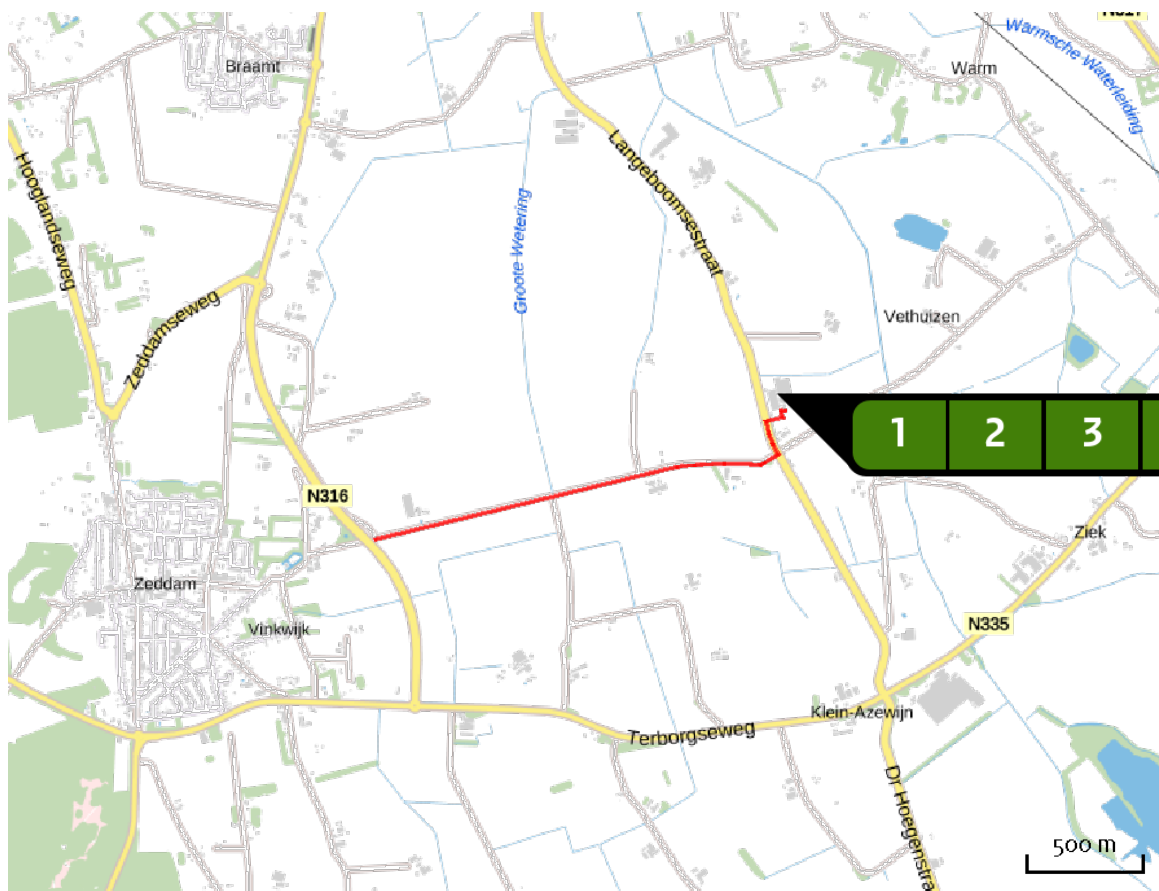 N317
Warmsche Waterleiding
Braamt
Warm
Langeboomsestraat
Hooglandseweg
Groote Wetering
Zeddamseweg
Vethuizen
1 2 3
N316
Ziek
Zeddam
N335
Vinkwijk
Klein-Azewijn
Terborgseweg
Dr Hoegenstra
500 m